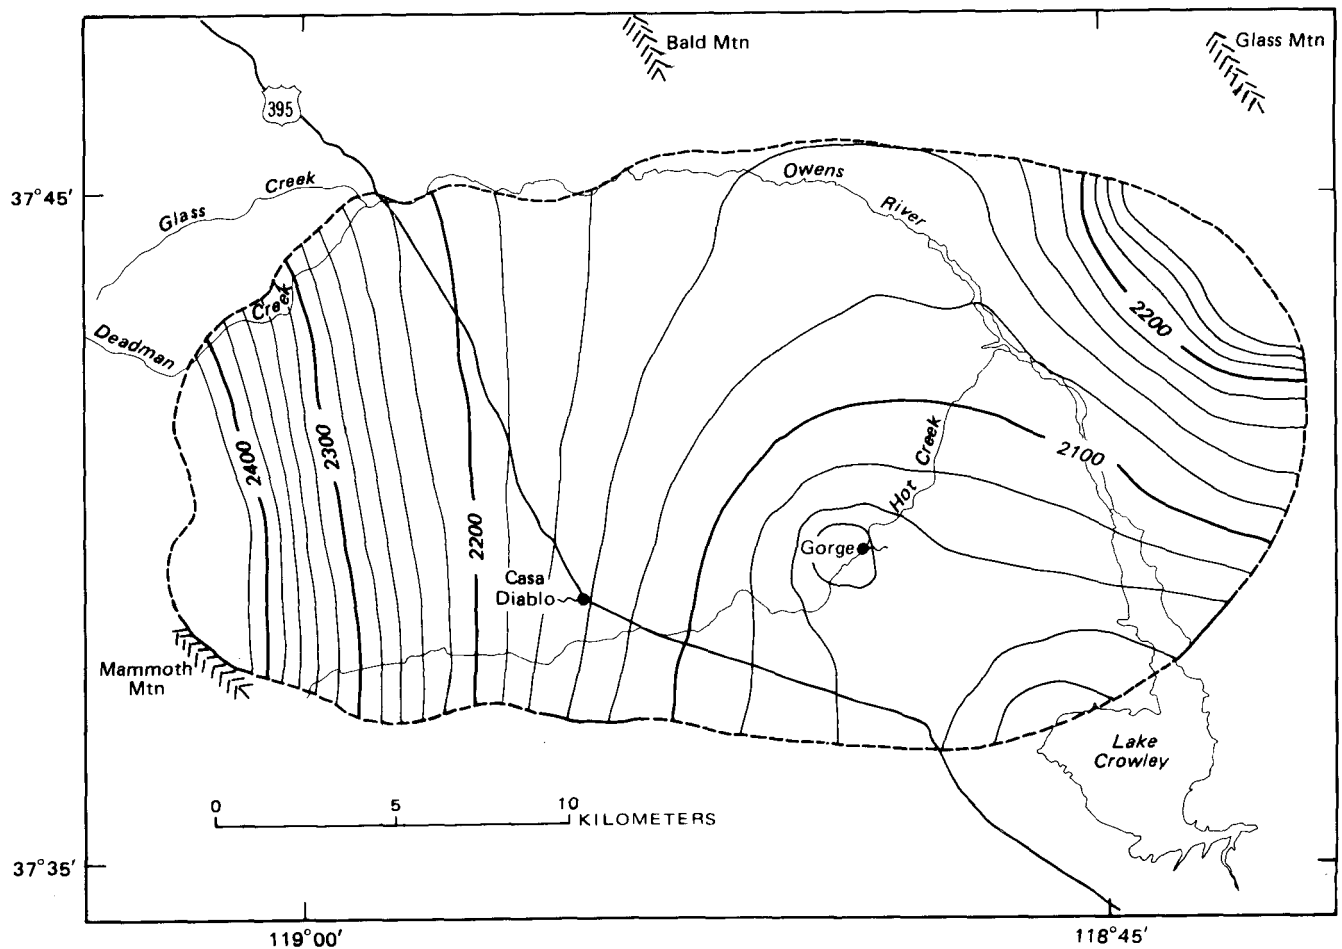 Bald Mtn
Glass Mtn
395
37°45′
Glass Creek
Owens River
Deadman Creek
2200
2400
2300
2200
2100
Hot Creek
Gorge
Casa
Diablo
Mammoth
Mtn
Lake
Crowley
0 5 10 KILOMETERS
37°35′
119°00′
118°45′